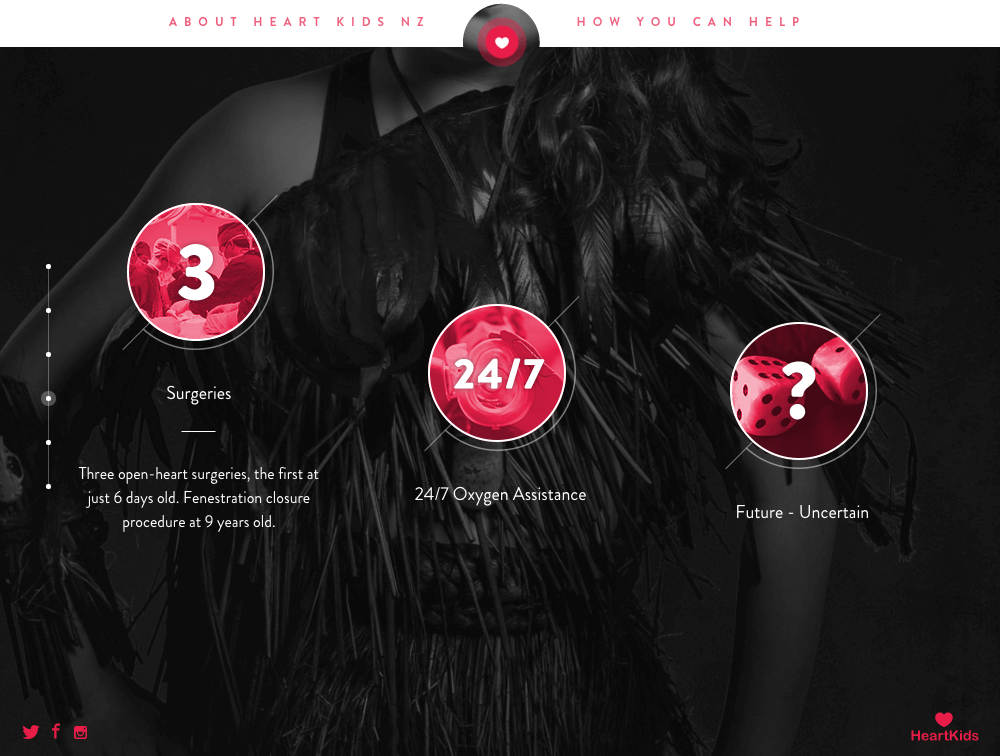 ABOUT HEART KIDS NZ
HOW YOU CAN HELP
3
Surgeries
Three open-heart surgeries, the first at
just 6 days old. Fenestration closure
procedure at 9 years old.
24/7
24/7 Oxygen Assistance
?
Future - Uncertain
HeartKids